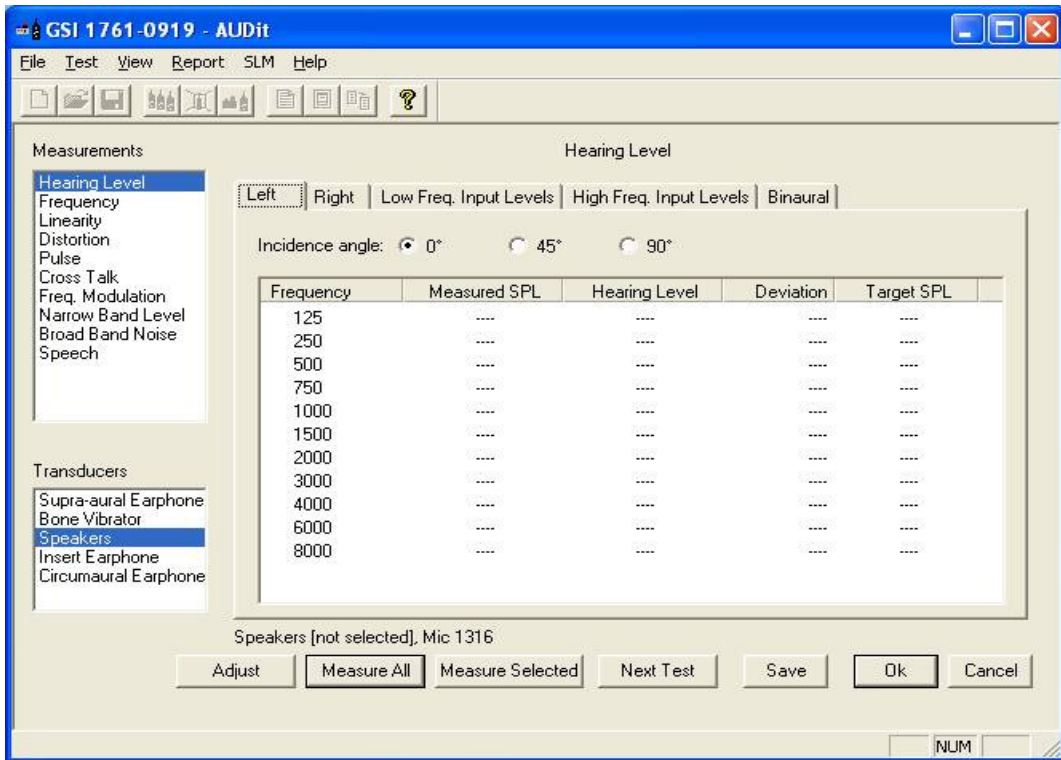 GSI 1761-0919 - AUDit
File Test View Report SLM Help
Measurements
Hearing Level
Frequency
Linearity
Distortion
Pulse
Cross Talk
Freq. Modulation
Narrow Band Level
Broad Band Noise
Speech
Transducers
Supra-aural Earphone
Bone Vibrator
Speakers
Insert Earphone
Circumaural Earphone
Hearing Level
Left Right Low Freq. Input Levels High Freq. Input Levels Binaural
Incidence angle: 0° 45° 90°
Frequency Measured SPL Hearing Level Deviation Target SPL
125 ---- ---- ---- ----
250 ---- ---- ---- ----
500 ---- ---- ---- ----
750 ---- ---- ---- ----
1000 ---- ---- ---- ----
1500 ---- ---- ---- ----
2000 ---- ---- ---- ----
3000 ---- ---- ---- ----
4000 ---- ---- ---- ----
6000 ---- ---- ---- ----
8000 ---- ---- ---- ----
Speakers [not selected], Mic 1316
Adjust Measure All Measure Selected Next Test Save Ok Cancel
NUM